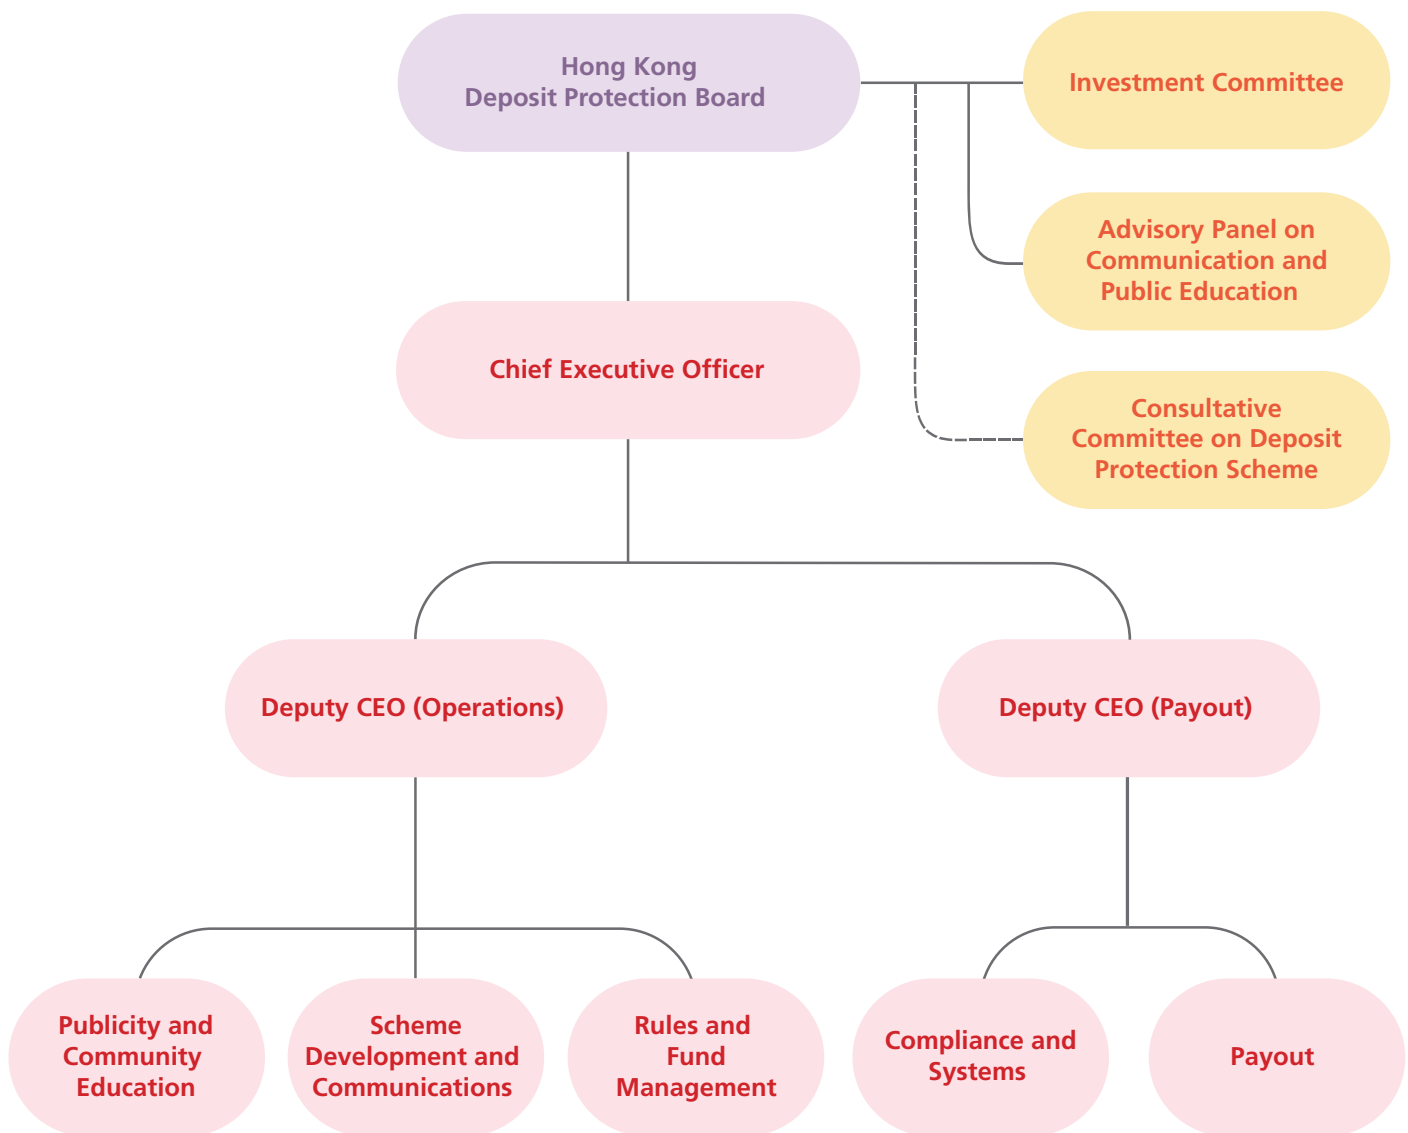 Hong Kong
Deposit Protection Board
Investment Committee
Advisory Panel on
Communication and
Public Education
Chief Executive Officer
Consultative
Committee on Deposit
Protection Scheme
Deputy CEO (Operations)
Deputy CEO (Payout)
Publicity and
Community
Education
Scheme
Development and
Communications
Rules and
Fund
Management
Compliance and
Systems
Payout